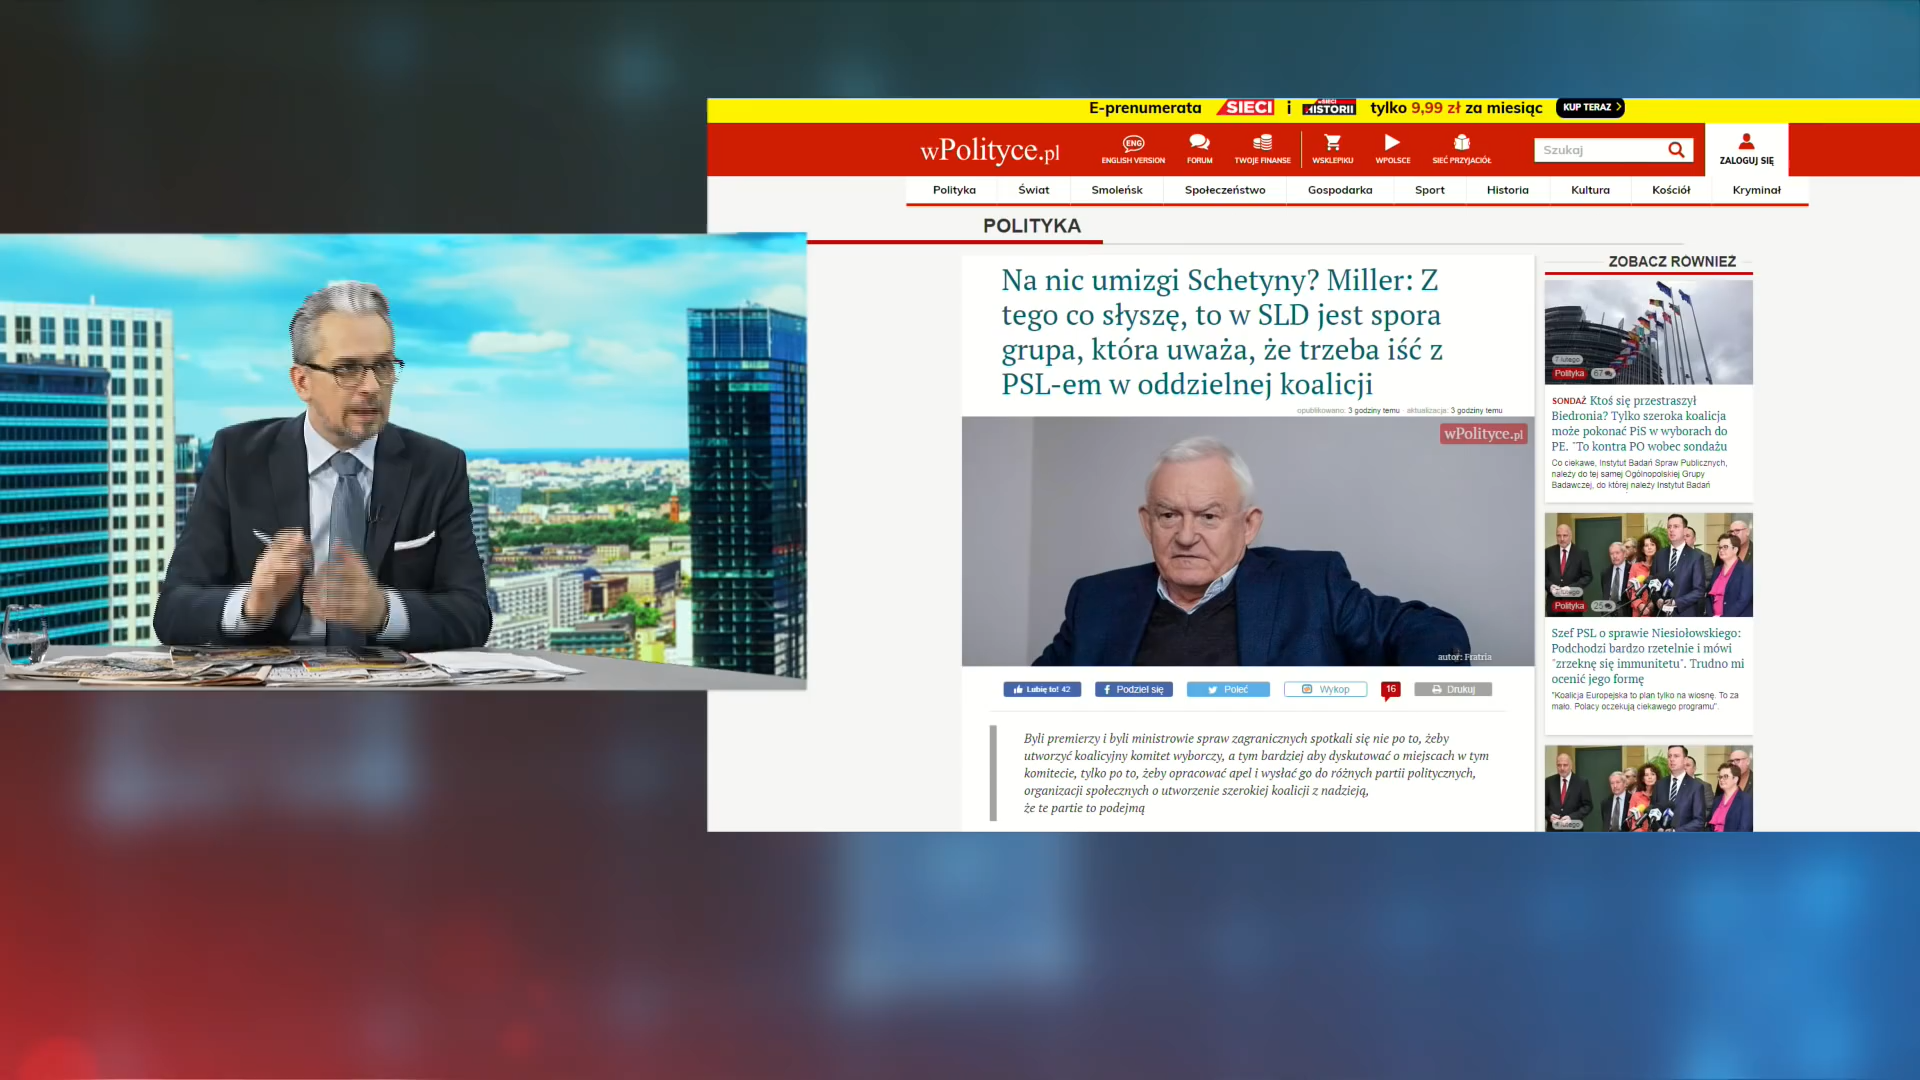 E-prenumerata SIECI i wSIECI HISTORII tylko 9,99 zł za miesiąc KUP TERAZ
wPolityce.pl
ENG
ENGLISH VERSION FORUM TWOJE FINANSE WSKLEPIKU WPOLSCE SIEĆ PRZYJACIÓŁ
Szukaj
ZALOGUJ SIĘ
Polityka Świat Smoleńsk Społeczeństwo Gospodarka Sport Historia Kultura Kościół Kryminał
POLITYKA
Na nic umizgi Schetyny? Miller: Z
tego co słyszę, to w SLD jest spora
grupa, która uważa, że trzeba iść z
PSL-em w oddzielnej koalicji
opublikowano: 3 godziny temu · aktualizacja: 3 godziny temu
wPolityce.pl
autor: Fratria
Lubię to! 42 Podziel się Poleć Wykop 16 Drukuj
Byli premierzy i byli ministrowie spraw zagranicznych spotkali się nie po to, żeby
utworzyć koalicyjny komitet wyborczy, a tym bardziej aby dyskutować o miejscach w tym
komitecie, tylko po to, żeby opracować apel i wysłać go do różnych partii politycznych,
organizacji społecznych o utworzenie szerokiej koalicji z nadzieją,
że te partie to podejmą
ZOBACZ RÓWNIEŻ
7 lutego
Polityka 67
SONDAŻ Ktoś się przestraszył
Biedronia? Tylko szeroka koalicja
może pokonać PiS w wyborach do
PE. "To kontra PO wobec sondażu
Co ciekawe, Instytut Badań Spraw Publicznych,
należy do tej samej Ogólnopolskiej Grupy
Badawczej, do której należy Instytut Badań
Polityka 25
Szef PSL o sprawie Niesiołowskiego:
Podchodzi bardzo rzetelnie i mówi
"zrzeknę się immunitetu". Trudno mi
ocenić jego formę
"Koalicja Europejska to plan tylko na wiosnę. To za
mało. Polacy oczekują ciekawego programu".